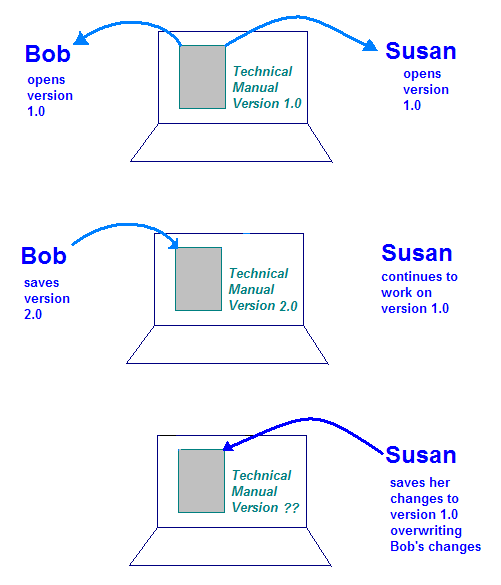 Bob
opens
version
1.0
Technical
Manual
Version 1.0
Susan
opens
version
1.0
Bob
saves
version
2.0
Technical
Manual
Version 2.0
Susan
continues to
work on
version 1.0
Technical
Manual
Version ??
Susan
saves her
changes to
version 1.0
overwriting
Bob's changes